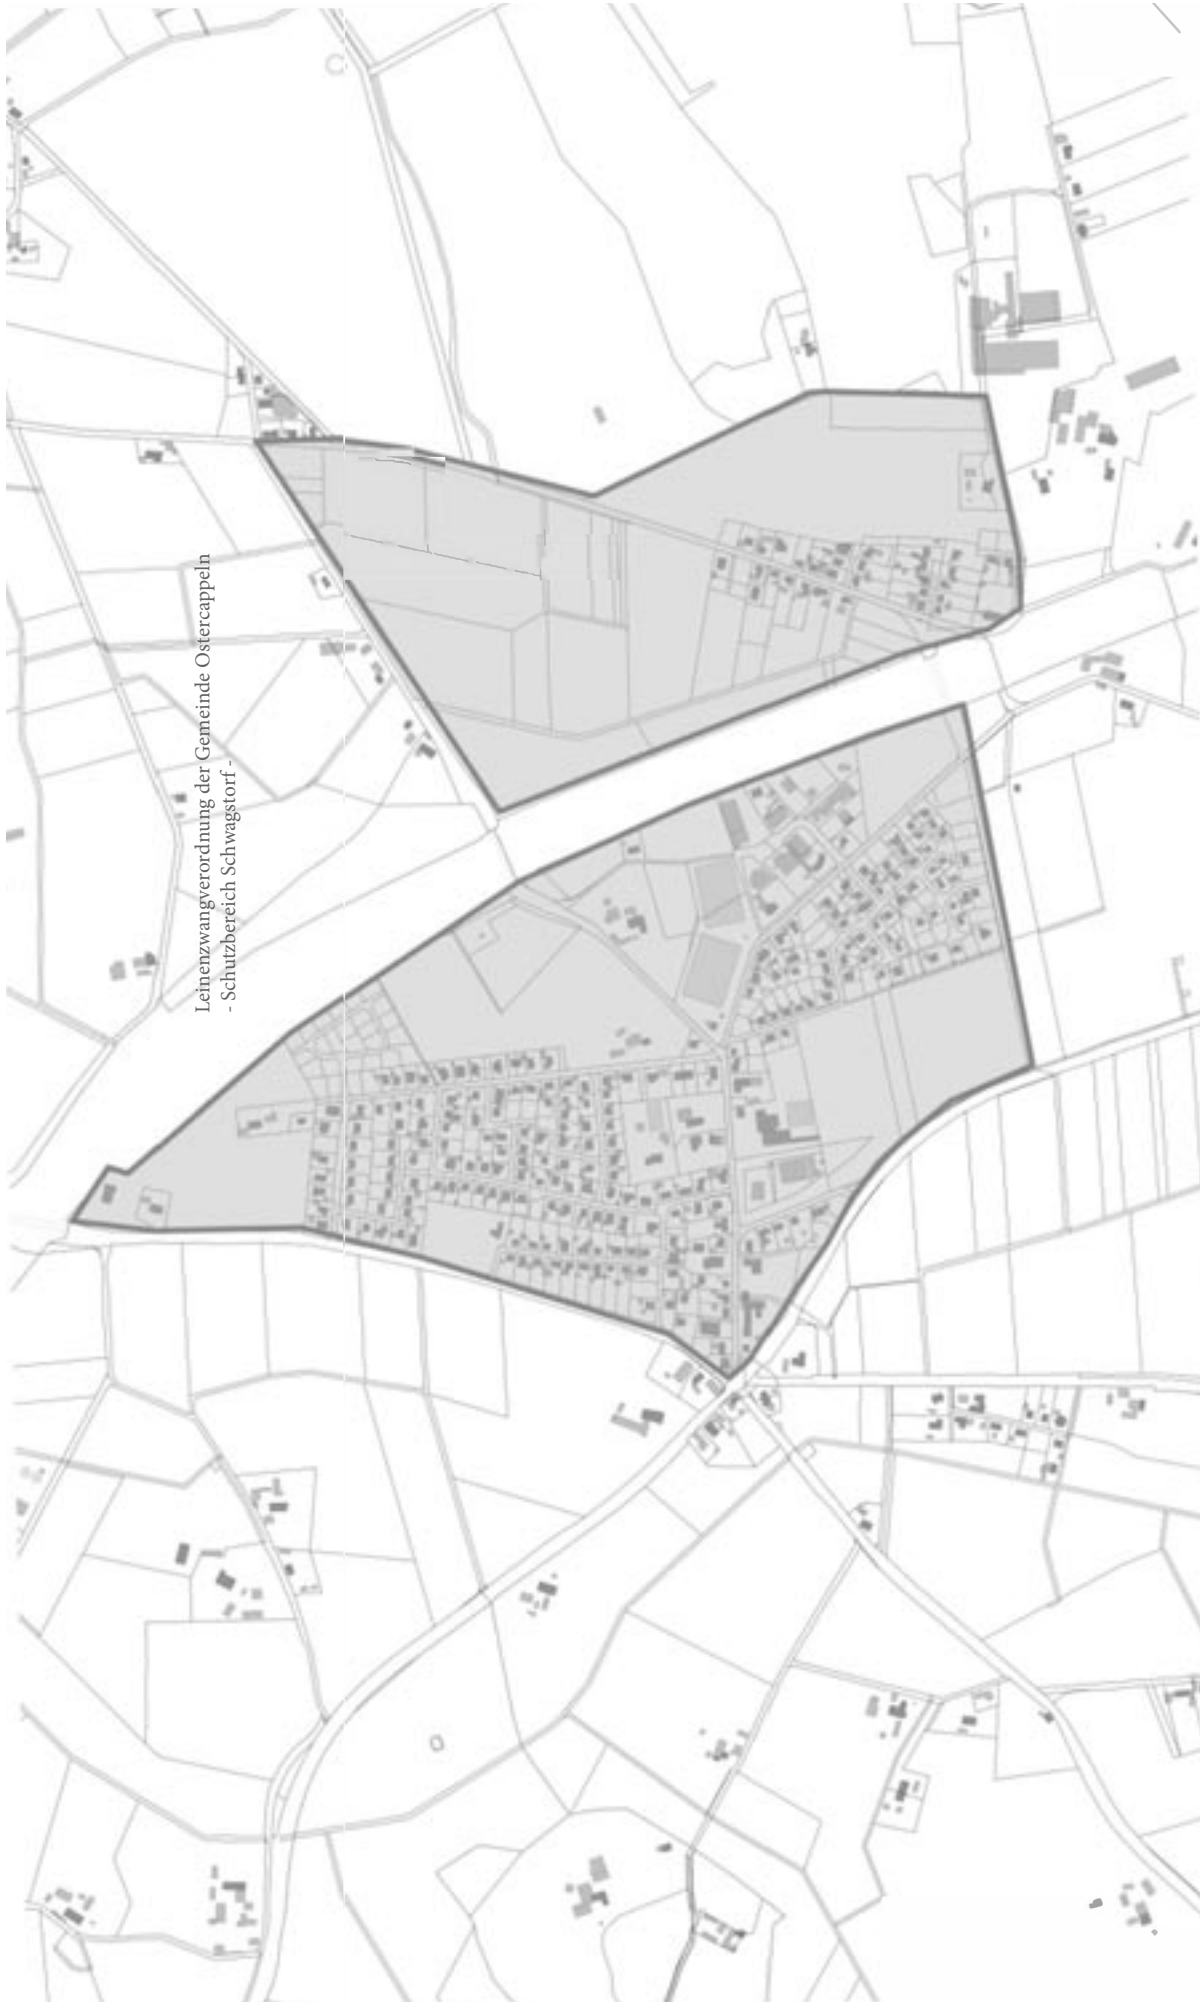 Leinenzwangverordnung der Gemeinde Ostercappeln
- Schutzbereich Schwagstorf -